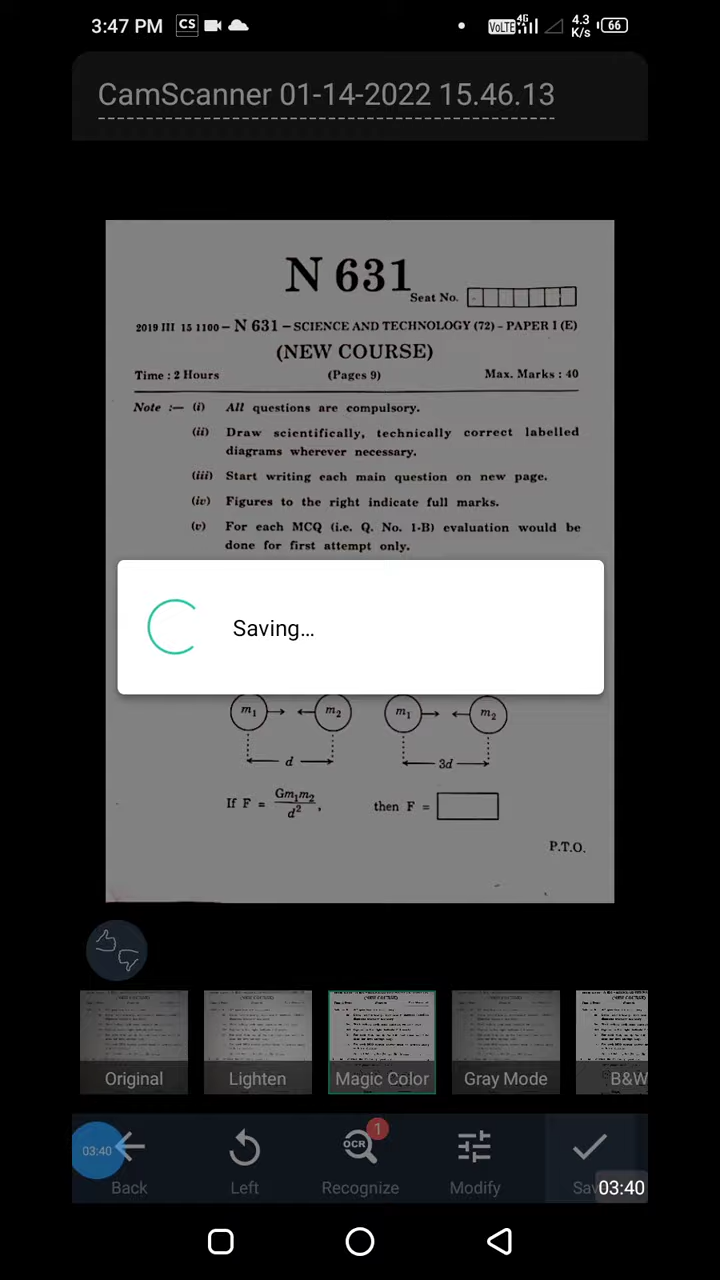 3:47 PM CS VoLTE 4G 4.3 K/s 66
CamScanner 01-14-2022 15.46.13
N 631
Seat No.
2019 III 15 1100 – N 631 – SCIENCE AND TECHNOLOGY (72) – PAPER I (E)
(NEW COURSE)
Time : 2 Hours (Pages 9) Max. Marks : 40
Note :— (i) All questions are compulsory.
(ii) Draw scientifically, technically correct labelled
diagrams wherever necessary.
(iii) Start writing each main question on new page.
(iv) Figures to the right indicate full marks.
(v) For each MCQ (i.e. Q. No. 1-B) evaluation would be
done for first attempt only.
Saving...
m1 m2 m1 m2
d 3d
If F = Gm1m2/d², then F =
P.T.O.
Original Lighten Magic Color Gray Mode B&W
03:40 OCR 1
Back Left Recognize Modify Sav 03:40